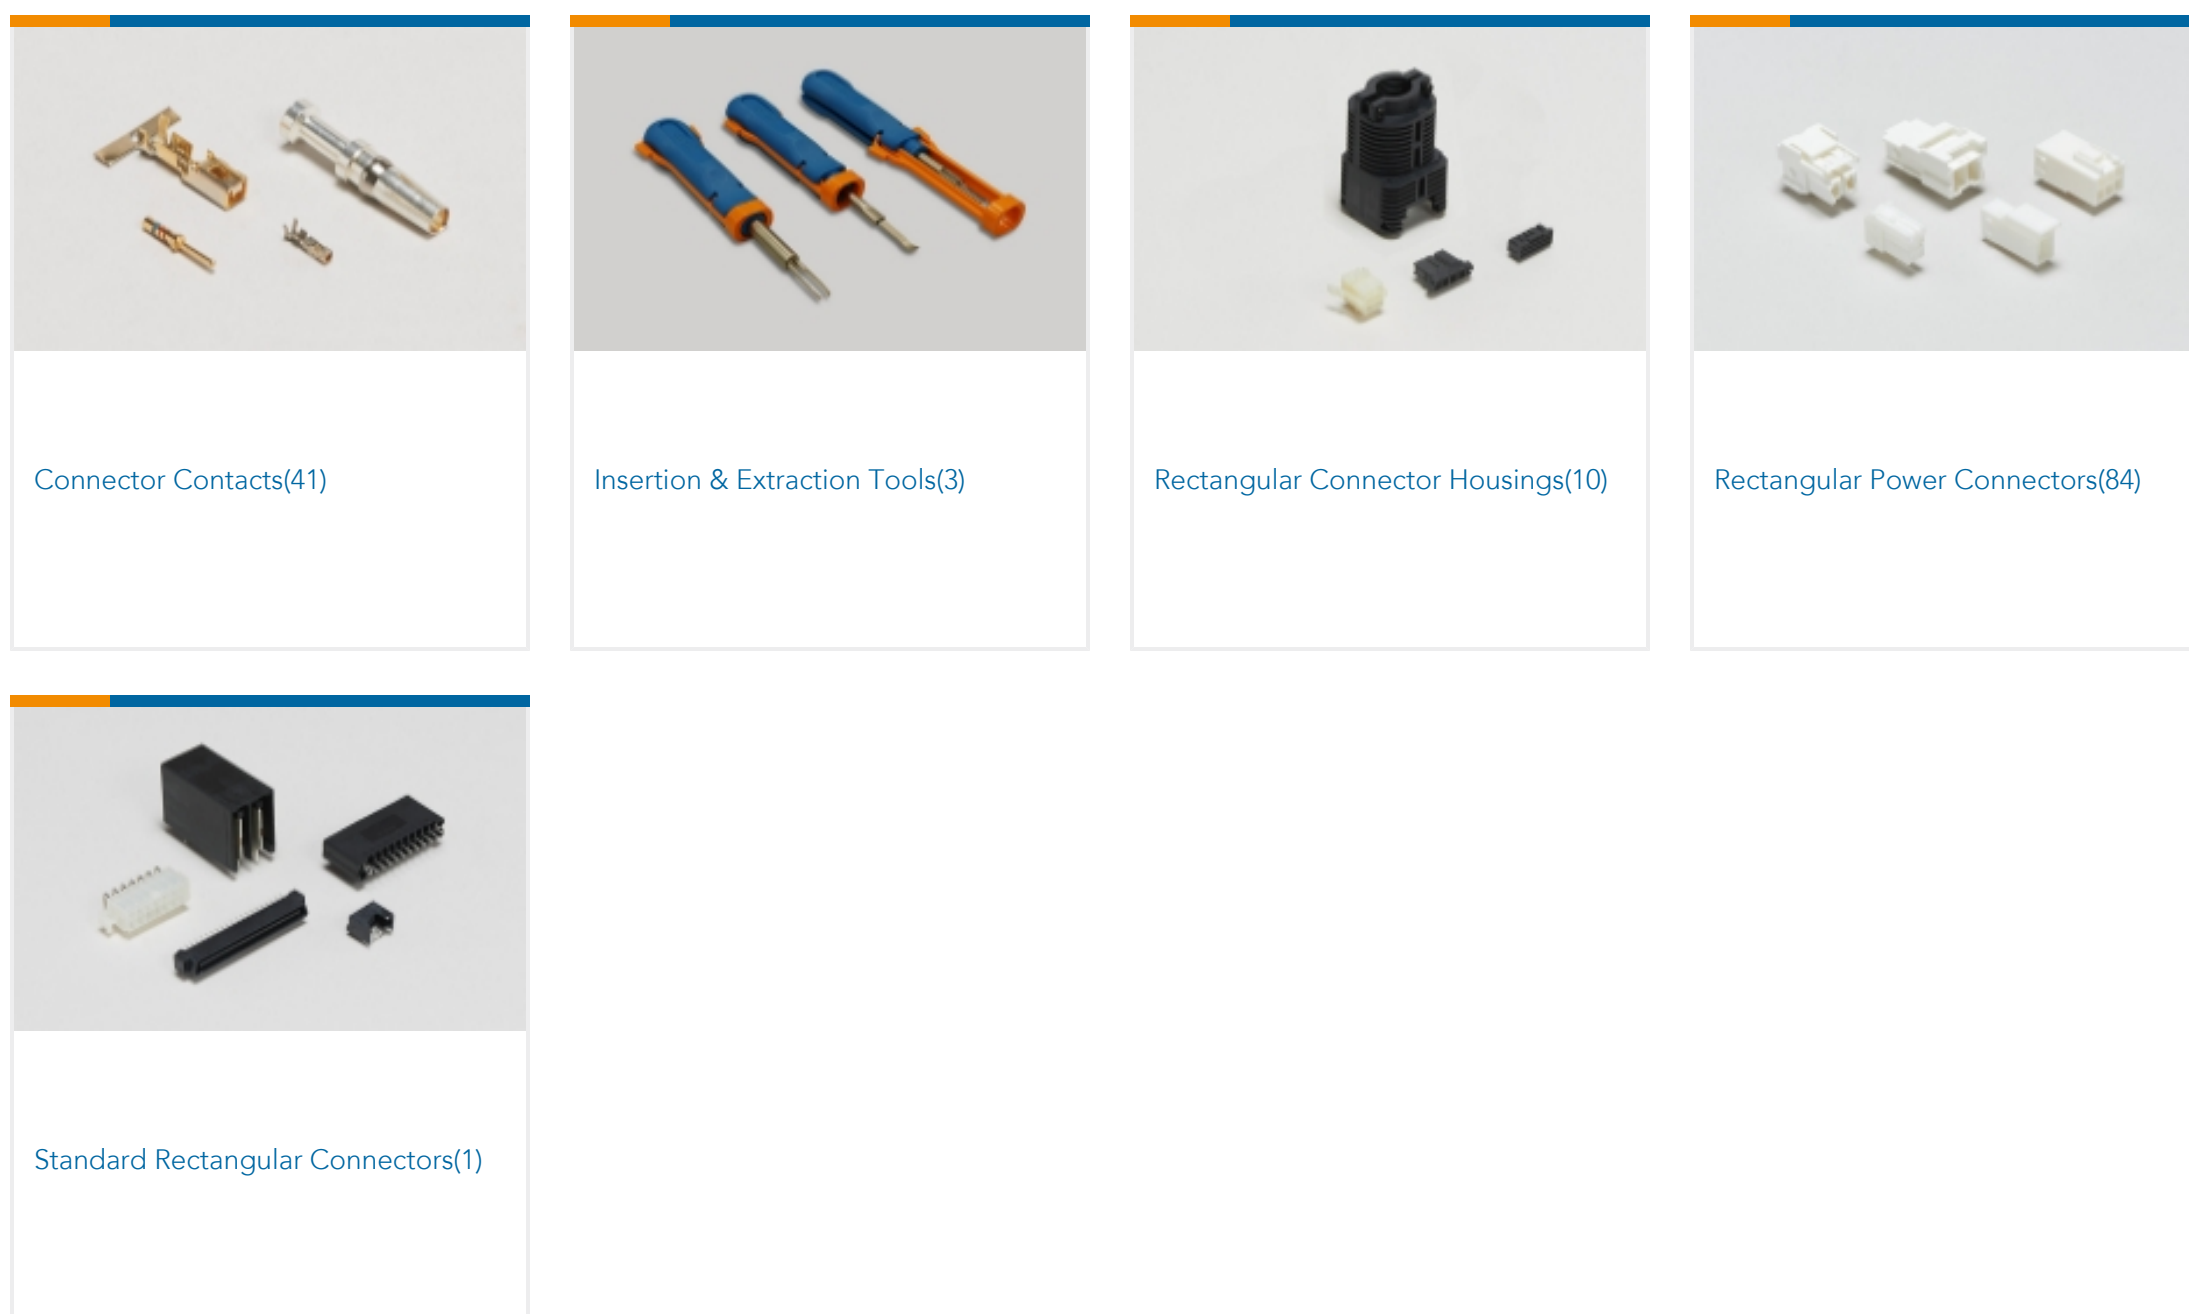 Connector Contacts(41)
Insertion & Extraction Tools(3)
Rectangular Connector Housings(10)
Rectangular Power Connectors(84)
Standard Rectangular Connectors(1)